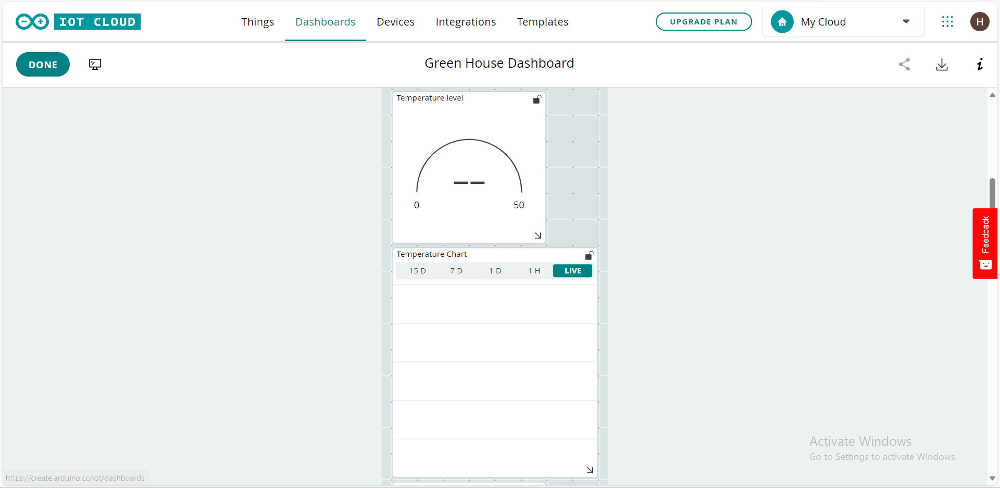 IOT CLOUD
Things Dashboards Devices Integrations Templates
UPGRADE PLAN
My Cloud
H
DONE
Green House Dashboard
i
Temperature level
--
0 50
Temperature Chart
15 D 7 D 1 D 1 H LIVE
Feedback
Activate Windows
Go to Settings to activate Windows.
https://create.arduino.cc/iot/dashboards